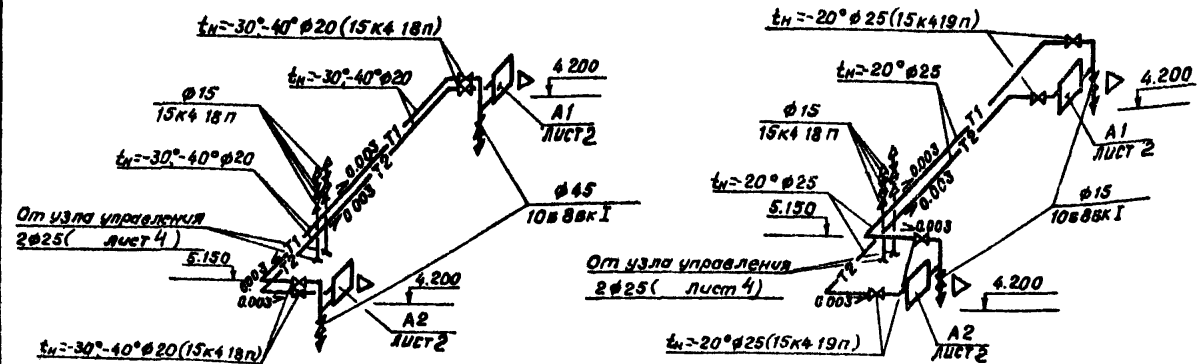 tн=-30°,-40° ф20 (15к4 18п)
tн=-30°,-40° ф20
4.200
ф15
15к4 18п
А1
ЛИСТ 2
Т1
Т2
≥0.003
≥0.003
tн=-30°,-40° ф20
ф45
10в 8вк I
От узла управления
2ф25( лист 4)
Т1
Т2
5.150
0.003
0.003
4.200
А2
ЛИСТ 2
tн=-30°,-40° ф20 (15к4 18п)
tн=-20° ф25 (15к4 19п)
tн=-20° ф25
4.200
ф15
15к4 18п
А1
ЛИСТ 2
Т1
Т2
≥0.003
≥0.003
tн=-20° ф25
ф15
10в 8вк I
5.150
0.003
Т2
От узла управления
2ф25( лист 4)
0.003
4.200
А2
ЛИСТ 2
tн=-20° ф25 (15к4 19п)